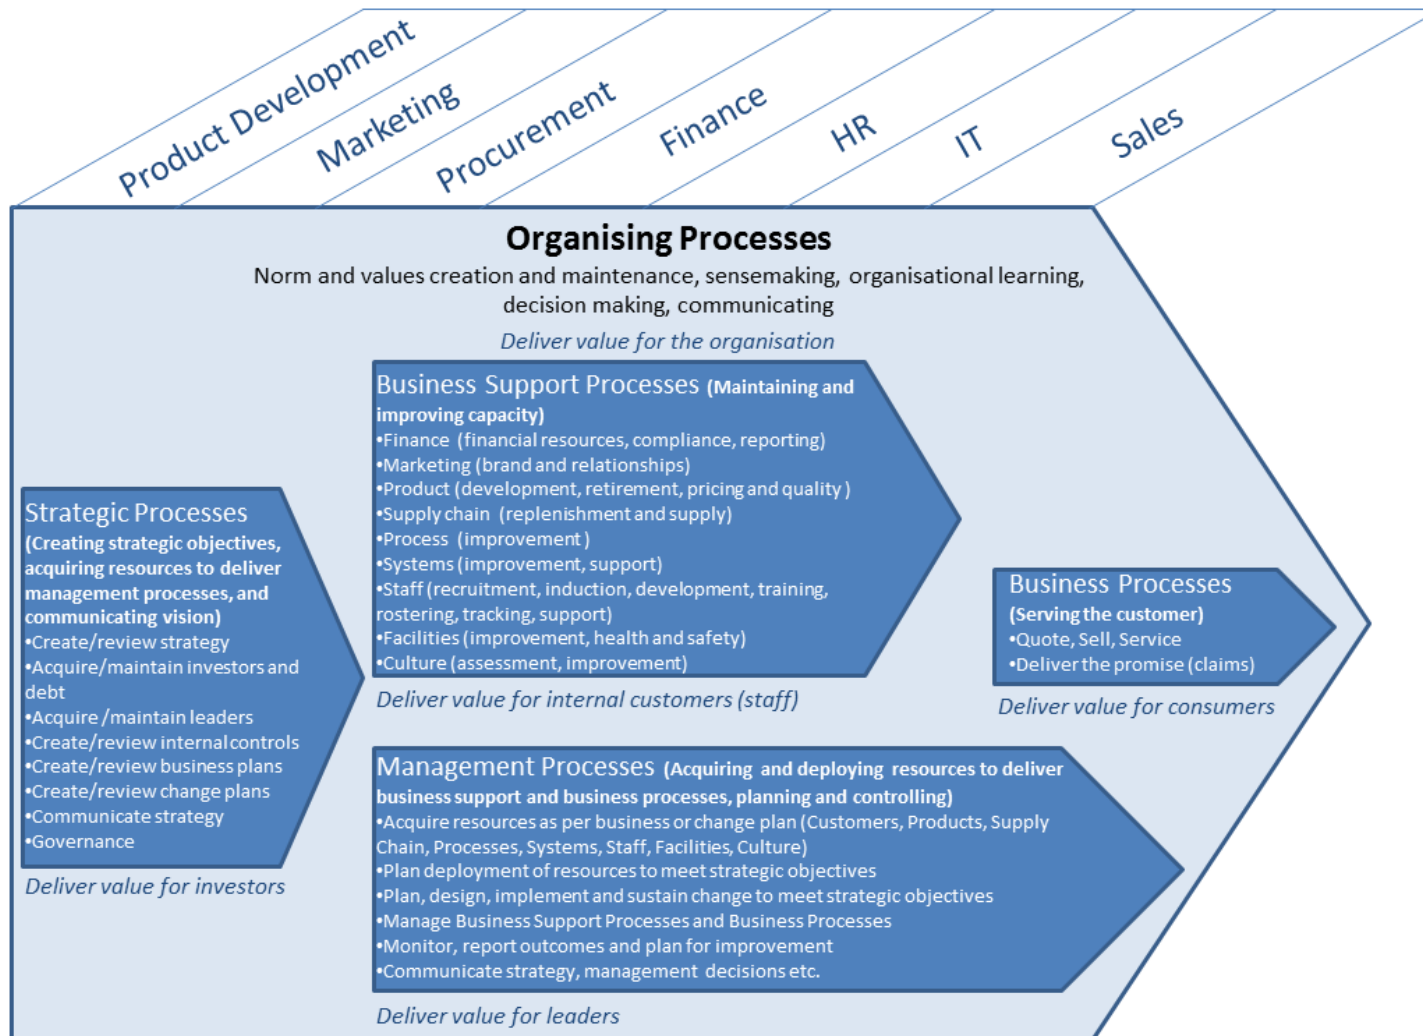 Product Development
Marketing
Procurement
Finance
HR
IT
Sales
Organising Processes
Norm and values creation and maintenance, sensemaking, organisational learning,
decision making, communicating
Deliver value for the organisation
Business Support Processes (Maintaining and
improving capacity)
•Finance (financial resources, compliance, reporting)
•Marketing (brand and relationships)
•Product (development, retirement, pricing and quality )
•Supply chain (replenishment and supply)
•Process (improvement )
•Systems (improvement, support)
•Staff (recruitment, induction, development, training,
rostering, tracking, support)
•Facilities (improvement, health and safety)
•Culture (assessment, improvement)
Deliver value for internal customers (staff)
Strategic Processes
(Creating strategic objectives,
acquiring resources to deliver
management processes, and
communicating vision)
•Create/review strategy
•Acquire/maintain investors and
debt
•Acquire /maintain leaders
•Create/review internal controls
•Create/review business plans
•Create/review change plans
•Communicate strategy
•Governance
Deliver value for investors
Business Processes
(Serving the customer)
•Quote, Sell, Service
•Deliver the promise (claims)
Deliver value for consumers
Management Processes (Acquiring and deploying resources to deliver
business support and business processes, planning and controlling)
•Acquire resources as per business or change plan (Customers, Products, Supply
Chain, Processes, Systems, Staff, Facilities, Culture)
•Plan deployment of resources to meet strategic objectives
•Plan, design, implement and sustain change to meet strategic objectives
•Manage Business Support Processes and Business Processes
•Monitor, report outcomes and plan for improvement
•Communicate strategy, management decisions etc.
Deliver value for leaders